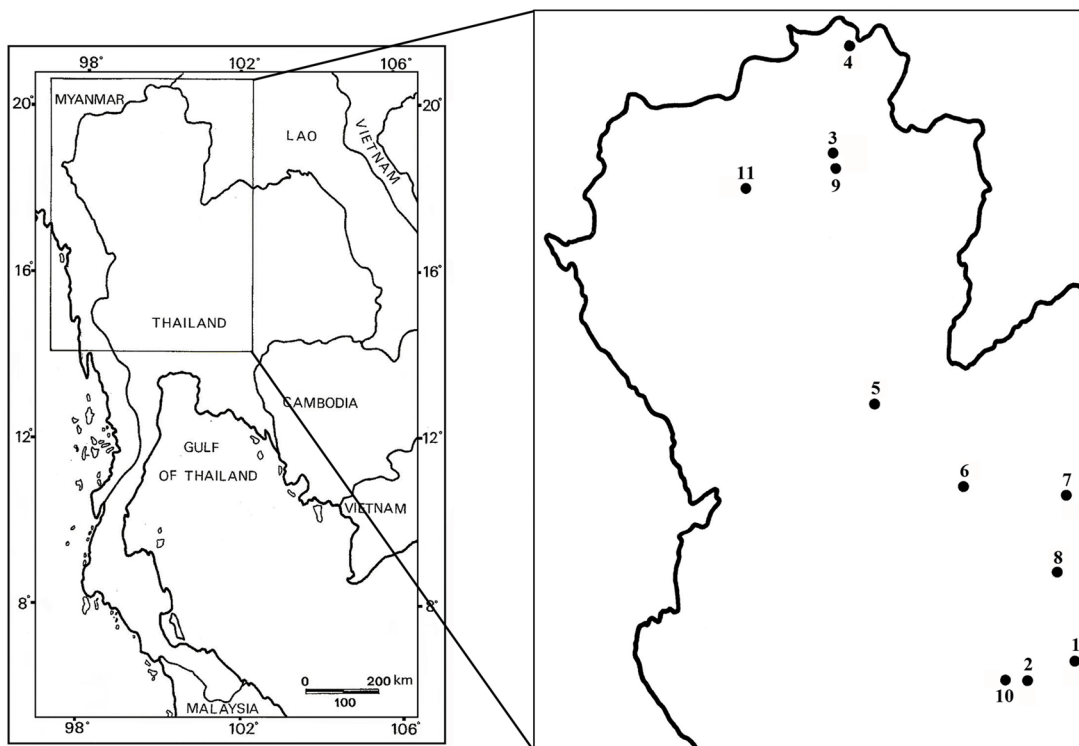 98°
102°
106°
20°
MYANMAR
20°
LAO
VIETNAM
16°
16°
THAILAND
12°
CAMBODIA
12°
GULF
OF THAILAND
VIETNAM
8°
8°
0 200 km
100
MALAYSIA
98°
102°
106°
4
3
9
11
5
6
7
8
1
2
10